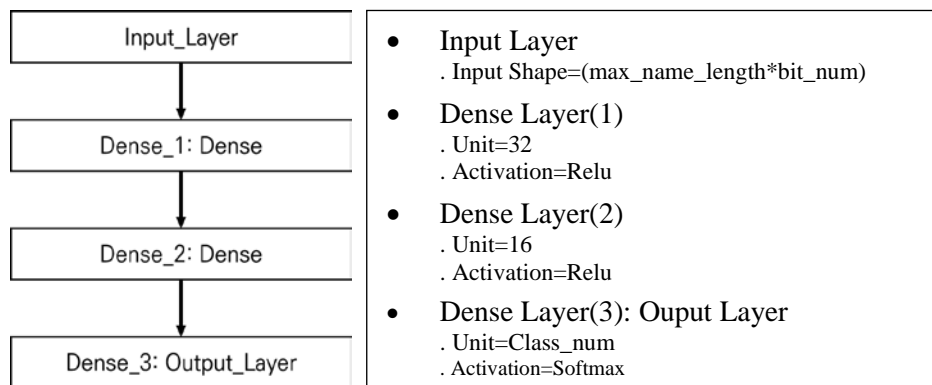 Input_Layer
Dense_1: Dense
Dense_2: Dense
Dense_3: Output_Layer
• Input Layer
. Input Shape=(max_name_length*bit_num)
• Dense Layer(1)
. Unit=32
. Activation=Relu
• Dense Layer(2)
. Unit=16
. Activation=Relu
• Dense Layer(3): Ouput Layer
. Unit=Class_num
. Activation=Softmax